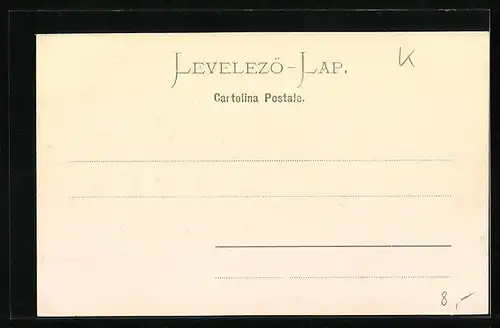 LEVELEZŐ-LAP.
K
Cartolina Postale.
8,-